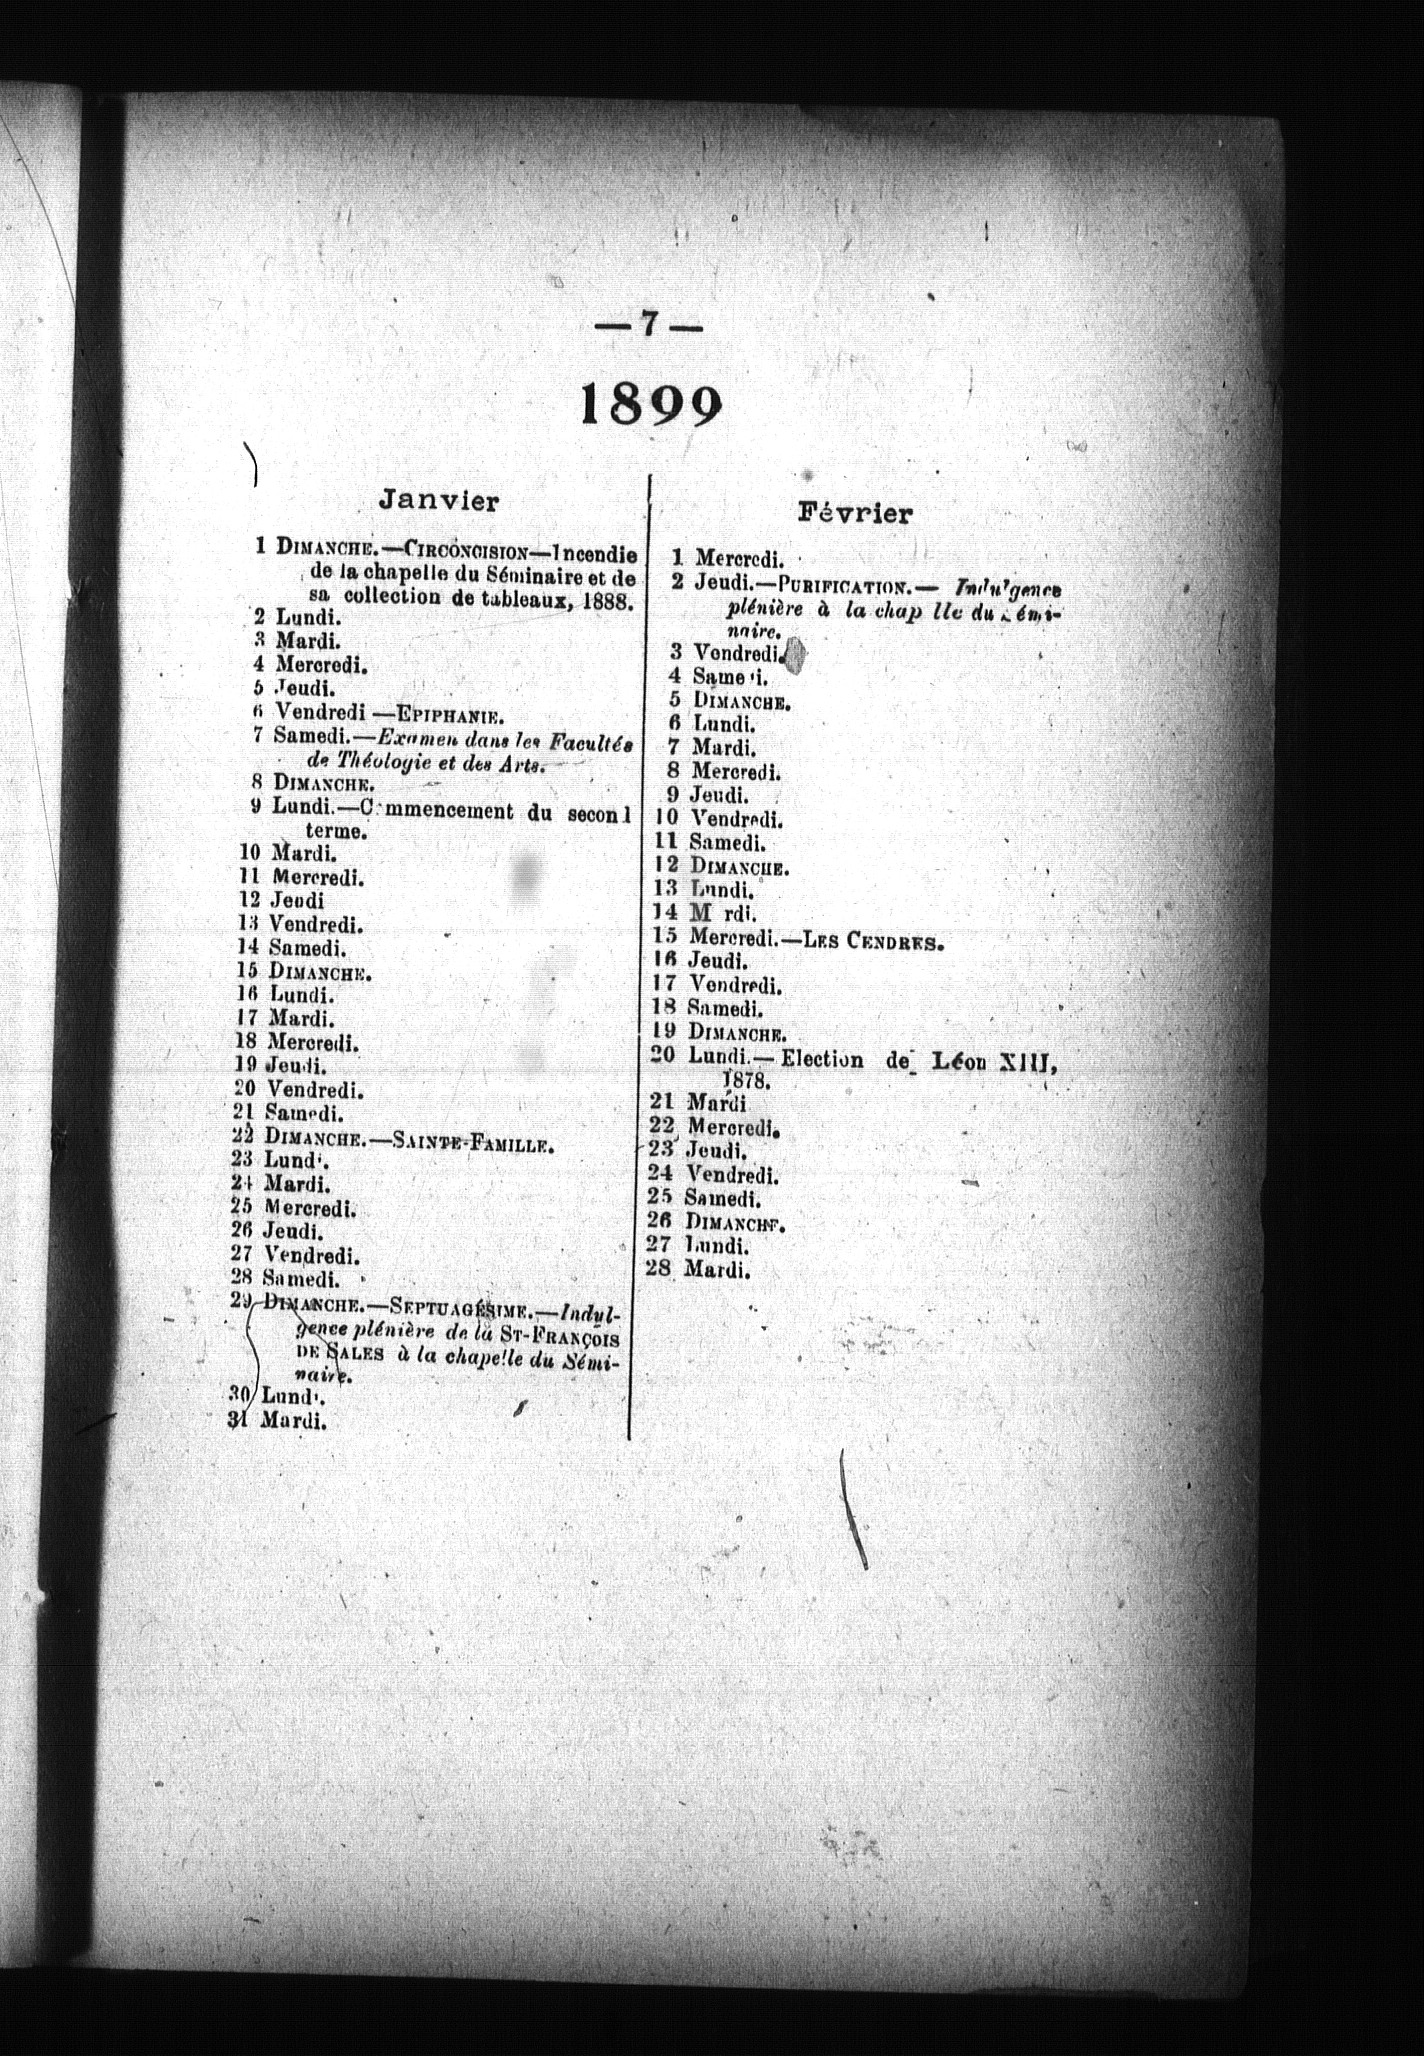 — 7 —
1899
Janvier
1 DIMANCHE.—CIRCONCISION—Incendie
de la chapelle du Séminaire et de
sa collection de tableaux, 1888.
2 Lundi.
3 Mardi.
4 Mercredi.
5 Jeudi.
6 Vendredi —EPIPHANIE.
7 Samedi.—Examen dans les Facultés
de Théologie et des Arts.
8 DIMANCHE.
9 Lundi.—Commencement du second
terme.
10 Mardi.
11 Mercredi.
12 Jeudi
13 Vendredi.
14 Samedi.
15 DIMANCHE.
16 Lundi.
17 Mardi.
18 Mercredi.
19 Jeudi.
20 Vendredi.
21 Samedi.
22 DIMANCHE.—SAINTE-FAMILLE.
23 Lundi.
24 Mardi.
25 Mercredi.
26 Jeudi.
27 Vendredi.
28 Samedi.
29 DIMANCHE.—SEPTUAGÉSIME.—Indul-
gence plénière de la ST-FRANÇOIS
DE SALES à la chapelle du Sémi-
naire.
30 Lundi.
31 Mardi.
Février
1 Mercredi.
2 Jeudi.—PURIFICATION.— Indulgence
plénière à la chapelle du Sémi-
naire.
3 Vendredi.
4 Samedi.
5 DIMANCHE.
6 Lundi.
7 Mardi.
8 Mercredi.
9 Jeudi.
10 Vendredi.
11 Samedi.
12 DIMANCHE.
13 Lundi.
14 Mardi.
15 Mercredi.—LES CENDRES.
16 Jeudi.
17 Vendredi.
18 Samedi.
19 DIMANCHE.
20 Lundi.— Election de Léon XIII,
1878.
21 Mardi
22 Mercredi.
23 Jeudi.
24 Vendredi.
25 Samedi.
26 DIMANCHE.
27 Lundi.
28 Mardi.